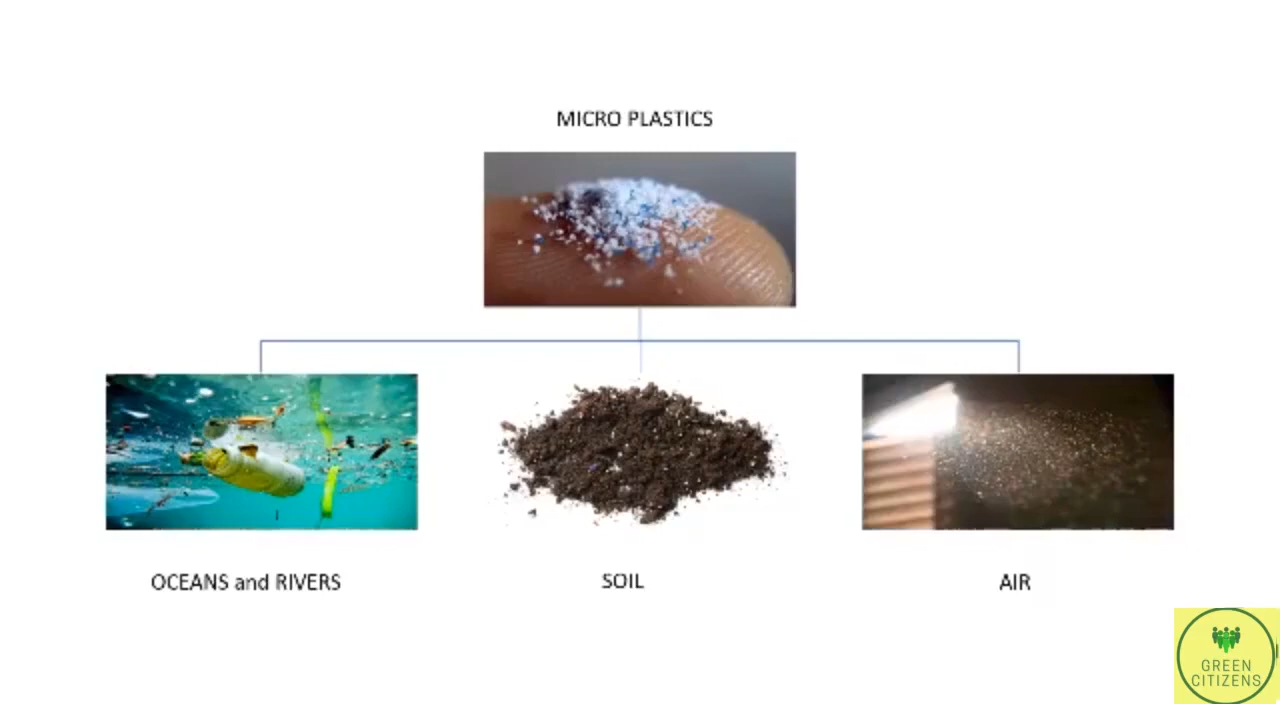 MICRO PLASTICS
OCEANS and RIVERS
SOIL
AIR
GREEN
CITIZENS